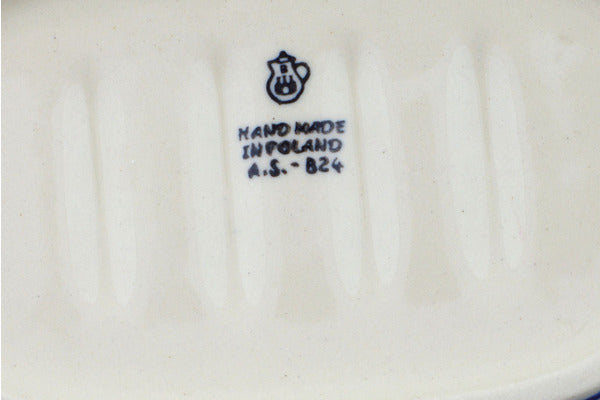 B
HAND MADE
IN POLAND
A.S.-B24